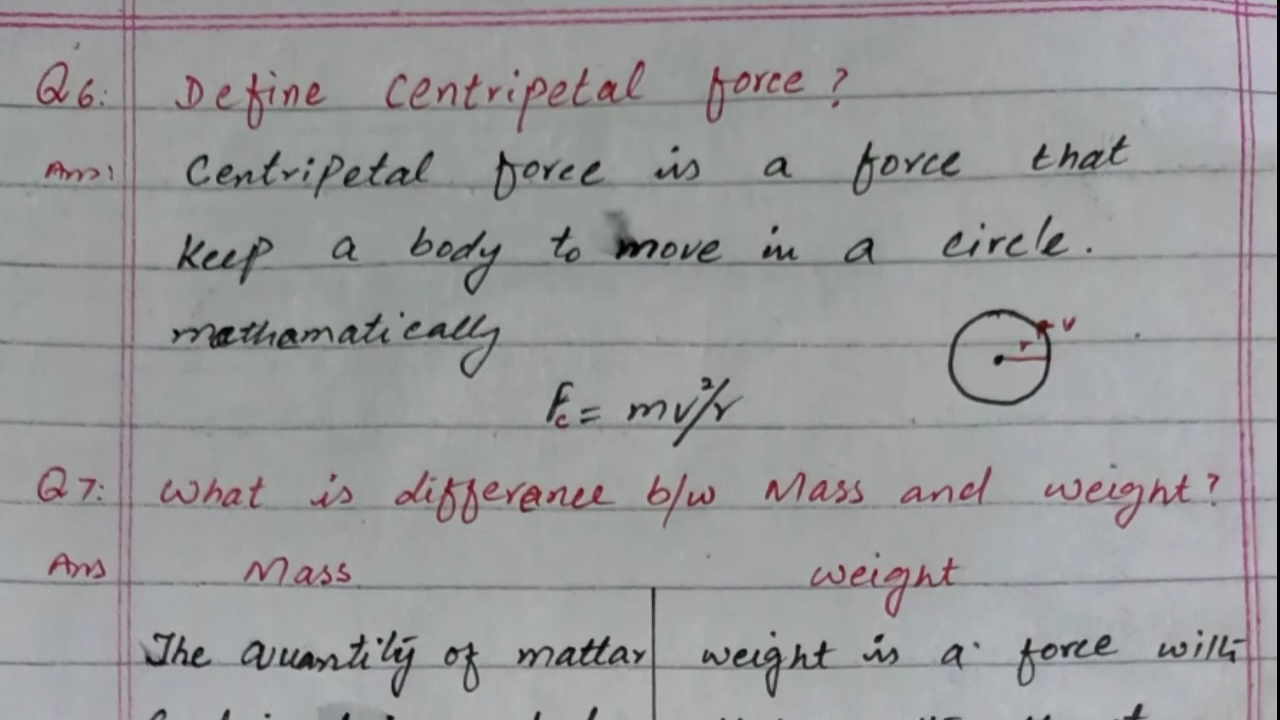 Q6: Define centripetal force?
Ans: Centripetal force is a force that
keep a body to move in a circle.
mathamatically
v
r
Fc = mv²/r
Q7: what is differance b/w Mass and weight?
Ans Mass weight
The quantity of mattar weight is a force with